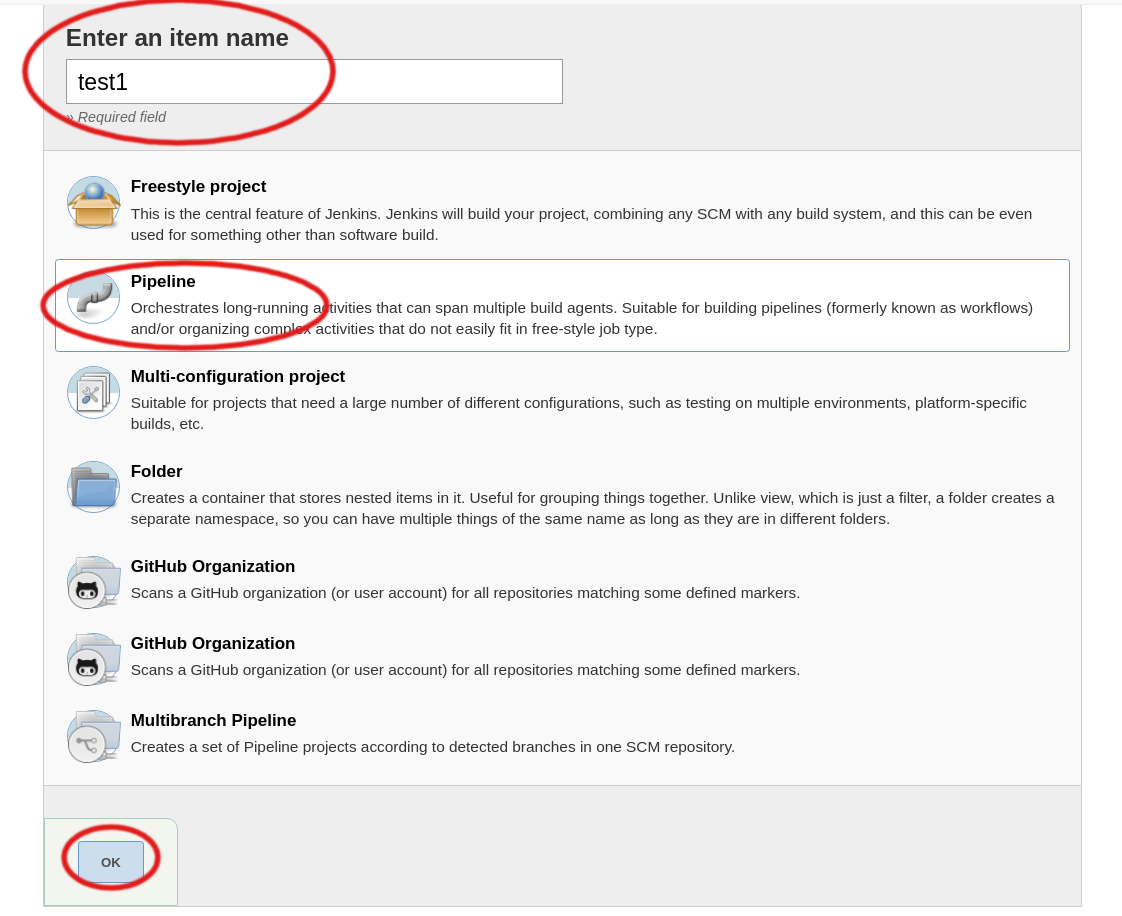 Enter an item name
test1
» Required field
Freestyle project
This is the central feature of Jenkins. Jenkins will build your project, combining any SCM with any build system, and this can be even
used for something other than software build.
Pipeline
Orchestrates long-running activities that can span multiple build agents. Suitable for building pipelines (formerly known as workflows)
and/or organizing complex activities that do not easily fit in free-style job type.
Multi-configuration project
Suitable for projects that need a large number of different configurations, such as testing on multiple environments, platform-specific
builds, etc.
Folder
Creates a container that stores nested items in it. Useful for grouping things together. Unlike view, which is just a filter, a folder creates a
separate namespace, so you can have multiple things of the same name as long as they are in different folders.
GitHub Organization
Scans a GitHub organization (or user account) for all repositories matching some defined markers.
GitHub Organization
Scans a GitHub organization (or user account) for all repositories matching some defined markers.
Multibranch Pipeline
Creates a set of Pipeline projects according to detected branches in one SCM repository.
OK